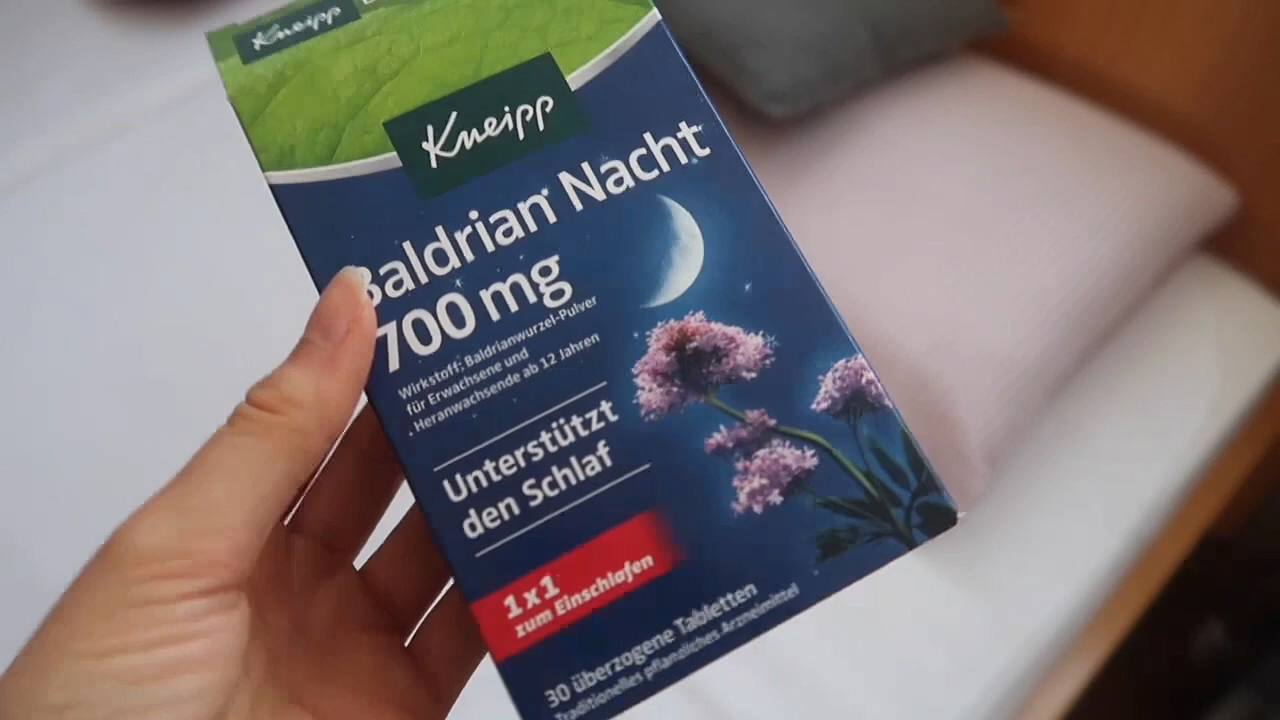 Kneipp
Kneipp
Baldrian Nacht
700 mg
Wirkstoff: Baldrianwurzel-Pulver
für Erwachsene und
Heranwachsende ab 12 Jahren
Unterstützt
den Schlaf
1 x 1
zum Einschlafen
30 überzogene Tabletten
Traditionelles pflanzliches Arzneimittel